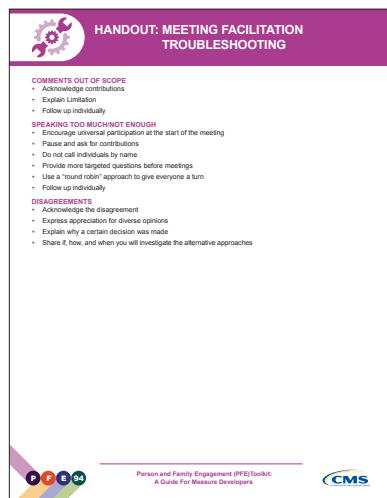 HANDOUT: MEETING FACILITATION
TROUBLESHOOTING
COMMENTS OUT OF SCOPE
• Acknowledge contributions
• Explain Limitation
• Follow up individually
SPEAKING TOO MUCH/NOT ENOUGH
• Encourage universal participation at the start of the meeting
• Pause and ask for contributions
• Do not call individuals by name
• Provide more targeted questions before meetings
• Use a "round robin" approach to give everyone a turn
• Follow up individually
DISAGREEMENTS
• Acknowledge the disagreement
• Express appreciation for diverse opinions
• Explain why a certain decision was made
• Share if, how, and when you will investigate the alternative approaches
P F E 94
Person and Family Engagement (PFE)Toolkit:
A Guide For Measure Developers
CMS